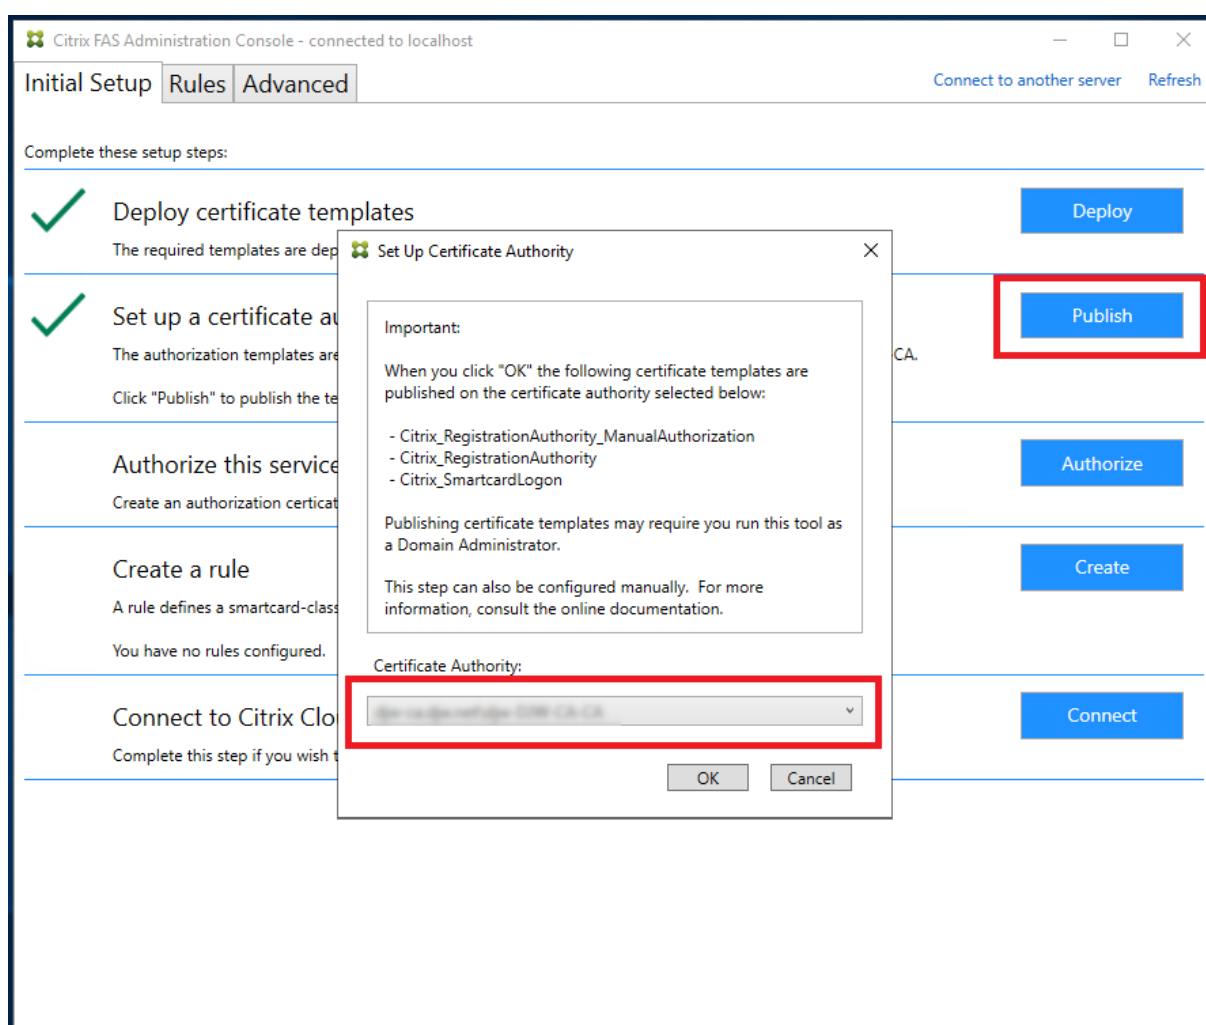 Citrix FAS Administration Console - connected to localhost
Initial Setup Rules Advanced
Connect to another server Refresh
Complete these setup steps:
Deploy certificate templates
Deploy
The required templates are dep
Set up a certificate au
Publish
The authorization templates are
CA.
Click "Publish" to publish the te
Authorize this service
Authorize
Create an authorization certicat
Create a rule
Create
A rule defines a smartcard-class
You have no rules configured.
Connect to Citrix Clou
Connect
Complete this step if you wish t
Set Up Certificate Authority
Important:
When you click "OK" the following certificate templates are
published on the certificate authority selected below:
- Citrix_RegistrationAuthority_ManualAuthorization
- Citrix_RegistrationAuthority
- Citrix_SmartcardLogon
Publishing certificate templates may require you run this tool as
a Domain Administrator.
This step can also be configured manually. For more
information, consult the online documentation.
Certificate Authority:
OK Cancel